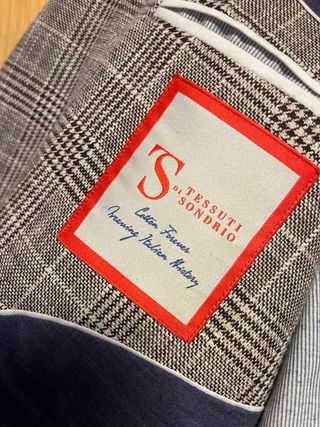 TS
TESSUTI
DI SONDRIO
Cotton Forever
Weaving Italian History